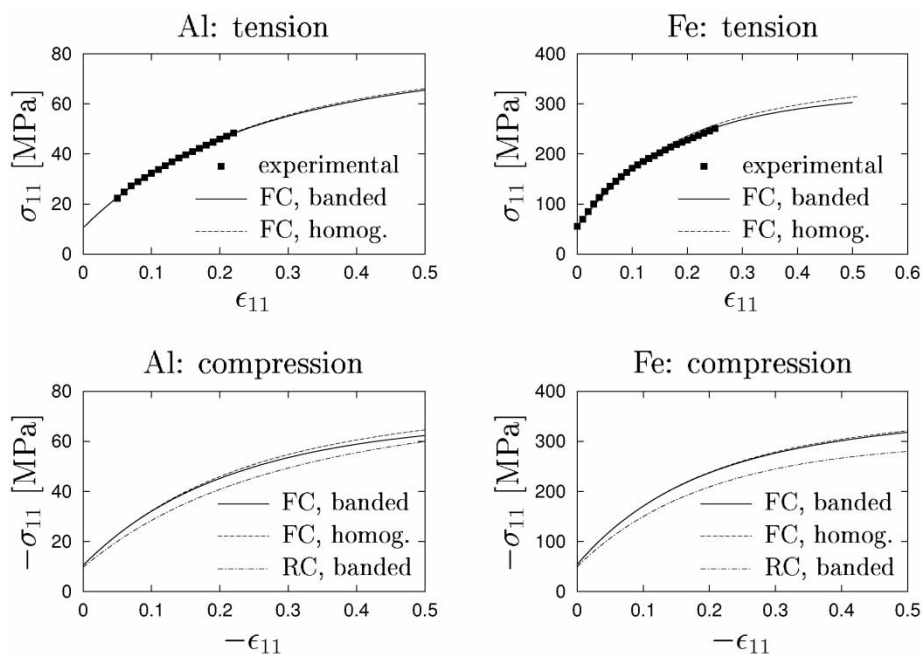 Al: tension
σ₁₁ [MPa]
80
60
40
20
0
experimental
FC, banded
FC, homog.
0 0.1 0.2 0.3 0.4 0.5
ϵ₁₁
Fe: tension
σ₁₁ [MPa]
400
300
200
100
0
experimental
FC, banded
FC, homog.
0 0.1 0.2 0.3 0.4 0.5 0.6
ϵ₁₁
Al: compression
−σ₁₁ [MPa]
80
60
40
20
0
FC, banded
FC, homog.
RC, banded
0 0.1 0.2 0.3 0.4 0.5
−ϵ₁₁
Fe: compression
−σ₁₁ [MPa]
400
300
200
100
0
FC, banded
FC, homog.
RC, banded
0 0.1 0.2 0.3 0.4 0.5
−ϵ₁₁